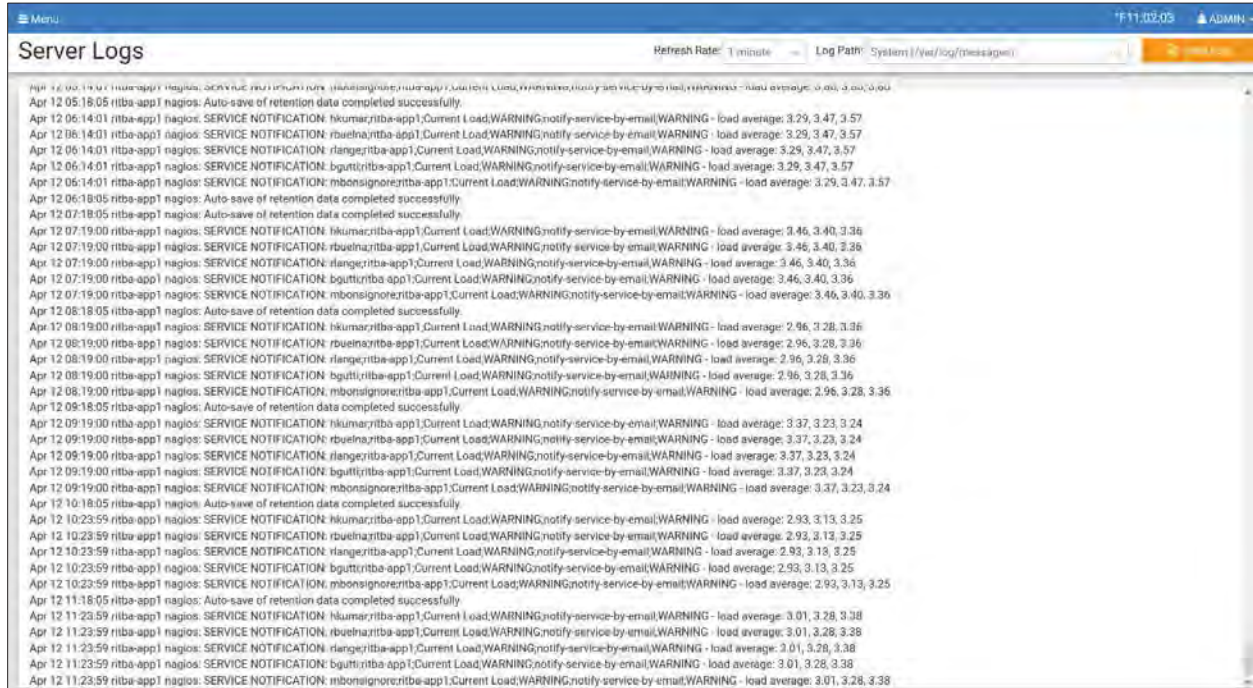 Menu
11:02:03 ADMIN
Server Logs
Refresh Rate: 1 minute Log Path: System (/var/log/messages)
Apr 12 05:14:01 ritba-app1 nagios: SERVICE NOTIFICATION: mbonsignore;ritba-app1;Current Load;WARNING;notify-service-by-email;WARNING - load average:
Apr 12 05:18:05 ritba-app1 nagios: Auto-save of retention data completed successfully.
Apr 12 06:14:01 ritba-app1 nagios: SERVICE NOTIFICATION: hkumar;ritba-app1;Current Load;WARNING;notify-service-by-email;WARNING - load average: 3.29, 3.47, 3.57
Apr 12 06:14:01 ritba-app1 nagios: SERVICE NOTIFICATION: rbuelna;ritba-app1;Current Load;WARNING;notify-service-by-email;WARNING - load average: 3.29, 3.47, 3.57
Apr 12 06:14:01 ritba-app1 nagios: SERVICE NOTIFICATION: rlange;ritba-app1;Current Load;WARNING;notify-service-by-email;WARNING - load average: 3.29, 3.47, 3.57
Apr 12 06:14:01 ritba-app1 nagios: SERVICE NOTIFICATION: bgutti;ritba-app1;Current Load;WARNING;notify-service-by-email;WARNING - load average: 3.29, 3.47, 3.57
Apr 12 06:14:01 ritba-app1 nagios: SERVICE NOTIFICATION: mbonsignore;ritba-app1;Current Load;WARNING;notify-service-by-email;WARNING - load average: 3.29, 3.47, 3.57
Apr 12 06:18:05 ritba-app1 nagios: Auto-save of retention data completed successfully.
Apr 12 07:18:05 ritba-app1 nagios: Auto-save of retention data completed successfully.
Apr 12 07:19:00 ritba-app1 nagios: SERVICE NOTIFICATION: hkumar;ritba-app1;Current Load;WARNING;notify-service-by-email;WARNING - load average: 3.46, 3.40, 3.36
Apr 12 07:19:00 ritba-app1 nagios: SERVICE NOTIFICATION: rbuelna;ritba-app1;Current Load;WARNING;notify-service-by-email;WARNING - load average: 3.46, 3.40, 3.36
Apr 12 07:19:00 ritba-app1 nagios: SERVICE NOTIFICATION: rlange;ritba-app1;Current Load;WARNING;notify-service-by-email;WARNING - load average: 3.46, 3.40, 3.36
Apr 12 07:19:00 ritba-app1 nagios: SERVICE NOTIFICATION: bgutti;ritba-app1;Current Load;WARNING;notify-service-by-email;WARNING - load average: 3.46, 3.40, 3.36
Apr 12 07:19:00 ritba-app1 nagios: SERVICE NOTIFICATION: mbonsignore;ritba-app1;Current Load;WARNING;notify-service-by-email;WARNING - load average: 3.46, 3.40, 3.36
Apr 12 08:18:05 ritba-app1 nagios: Auto-save of retention data completed successfully.
Apr 12 08:19:00 ritba-app1 nagios: SERVICE NOTIFICATION: hkumar;ritba-app1;Current Load;WARNING;notify-service-by-email;WARNING - load average: 2.96, 3.28, 3.36
Apr 12 08:19:00 ritba-app1 nagios: SERVICE NOTIFICATION: rbuelna;ritba-app1;Current Load;WARNING;notify-service-by-email;WARNING - load average: 2.96, 3.28, 3.36
Apr 12 08:19:00 ritba-app1 nagios: SERVICE NOTIFICATION: rlange;ritba-app1;Current Load;WARNING;notify-service-by-email;WARNING - load average: 2.96, 3.28, 3.36
Apr 12 08:19:00 ritba-app1 nagios: SERVICE NOTIFICATION: bgutti;ritba-app1;Current Load;WARNING;notify-service-by-email;WARNING - load average: 2.96, 3.28, 3.36
Apr 12 08:19:00 ritba-app1 nagios: SERVICE NOTIFICATION: mbonsignore;ritba-app1;Current Load;WARNING;notify-service-by-email;WARNING - load average: 2.96, 3.28, 3.36
Apr 12 09:18:05 ritba-app1 nagios: Auto-save of retention data completed successfully.
Apr 12 09:19:00 ritba-app1 nagios: SERVICE NOTIFICATION: hkumar;ritba-app1;Current Load;WARNING;notify-service-by-email;WARNING - load average: 3.37, 3.23, 3.24
Apr 12 09:19:00 ritba-app1 nagios: SERVICE NOTIFICATION: rbuelna;ritba-app1;Current Load;WARNING;notify-service-by-email;WARNING - load average: 3.37, 3.23, 3.24
Apr 12 09:19:00 ritba-app1 nagios: SERVICE NOTIFICATION: rlange;ritba-app1;Current Load;WARNING;notify-service-by-email;WARNING - load average: 3.37, 3.23, 3.24
Apr 12 09:19:00 ritba-app1 nagios: SERVICE NOTIFICATION: bgutti;ritba-app1;Current Load;WARNING;notify-service-by-email;WARNING - load average: 3.37, 3.23, 3.24
Apr 12 09:19:00 ritba-app1 nagios: SERVICE NOTIFICATION: mbonsignore;ritba-app1;Current Load;WARNING;notify-service-by-email;WARNING - load average: 3.37, 3.23, 3.24
Apr 12 10:18:05 ritba-app1 nagios: Auto-save of retention data completed successfully.
Apr 12 10:23:59 ritba-app1 nagios: SERVICE NOTIFICATION: hkumar;ritba-app1;Current Load;WARNING;notify-service-by-email;WARNING - load average: 2.93, 3.13, 3.25
Apr 12 10:23:59 ritba-app1 nagios: SERVICE NOTIFICATION: rbuelna;ritba-app1;Current Load;WARNING;notify-service-by-email;WARNING - load average: 2.93, 3.13, 3.25
Apr 12 10:23:59 ritba-app1 nagios: SERVICE NOTIFICATION: rlange;ritba-app1;Current Load;WARNING;notify-service-by-email;WARNING - load average: 2.93, 3.13, 3.25
Apr 12 10:23:59 ritba-app1 nagios: SERVICE NOTIFICATION: bgutti;ritba-app1;Current Load;WARNING;notify-service-by-email;WARNING - load average: 2.93, 3.13, 3.25
Apr 12 10:23:59 ritba-app1 nagios: SERVICE NOTIFICATION: mbonsignore;ritba-app1;Current Load;WARNING;notify-service-by-email;WARNING - load average: 2.93, 3.13, 3.25
Apr 12 11:18:05 ritba-app1 nagios: Auto-save of retention data completed successfully.
Apr 12 11:23:59 ritba-app1 nagios: SERVICE NOTIFICATION: hkumar;ritba-app1;Current Load;WARNING;notify-service-by-email;WARNING - load average: 3.01, 3.28, 3.38
Apr 12 11:23:59 ritba-app1 nagios: SERVICE NOTIFICATION: rbuelna;ritba-app1;Current Load;WARNING;notify-service-by-email;WARNING - load average: 3.01, 3.28, 3.38
Apr 12 11:23:59 ritba-app1 nagios: SERVICE NOTIFICATION: rlange;ritba-app1;Current Load;WARNING;notify-service-by-email;WARNING - load average: 3.01, 3.28, 3.38
Apr 12 11:23:59 ritba-app1 nagios: SERVICE NOTIFICATION: bgutti;ritba-app1;Current Load;WARNING;notify-service-by-email;WARNING - load average: 3.01, 3.28, 3.38
Apr 12 11:23:59 ritba-app1 nagios: SERVICE NOTIFICATION: mbonsignore;ritba-app1;Current Load;WARNING;notify-service-by-email;WARNING - load average: 3.01, 3.28, 3.38